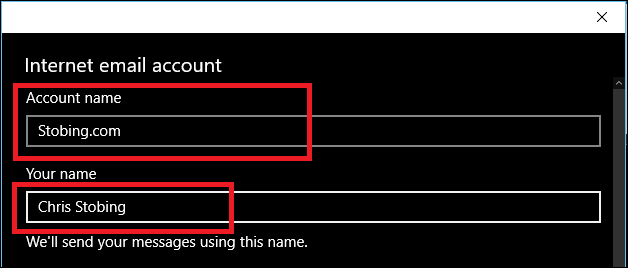 Internet email account
Account name
Stobing.com
Your name
Chris Stobing
We'll send your messages using this name.